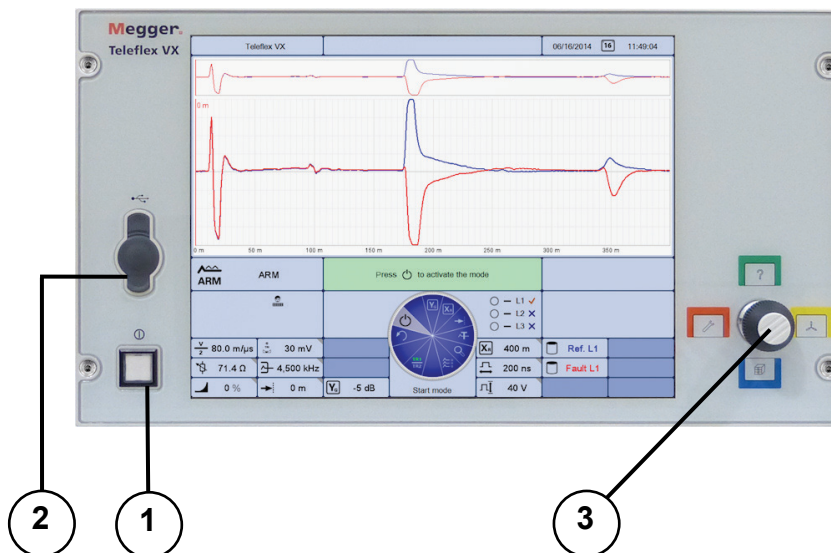 Megger.
Teleflex VX
Teleflex VX 06/16/2014 16 11:49:04
0 m
0 m 50 m 100 m 150 m 200 m 250 m 300 m 350 m
ARM ARM Press to activate the mode
L1
L2
L3
V/2 80.0 m/µs 30 mV X 400 m Ref. L1
71.4 Ω 4,500 kHz 200 ns Fault L1
0 % 0 m Y -5 dB Start mode 40 V
?
2 1 3